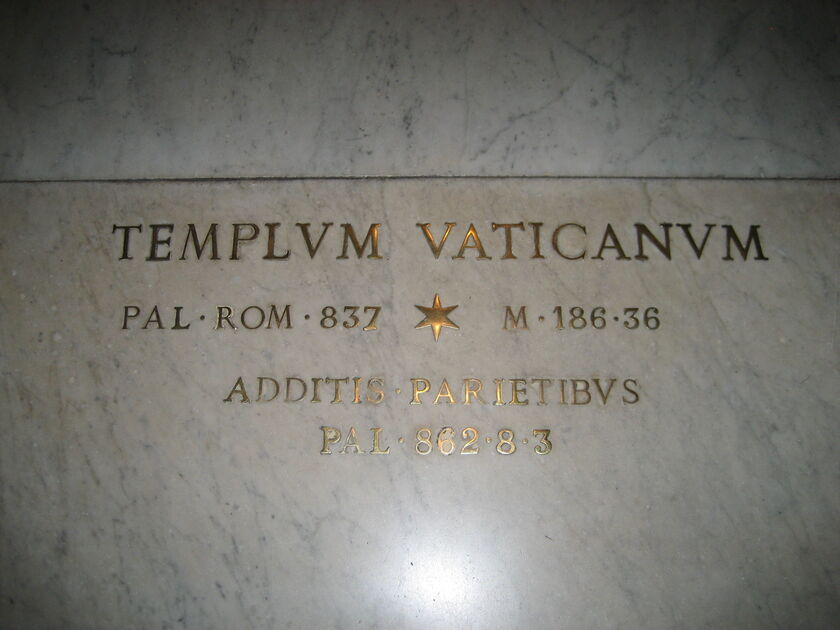 TEMPLVM VATICANVM
PAL·ROM·837 ★ M·186·36
ADDITIS·PARIETIBVS
PAL·862·8·3